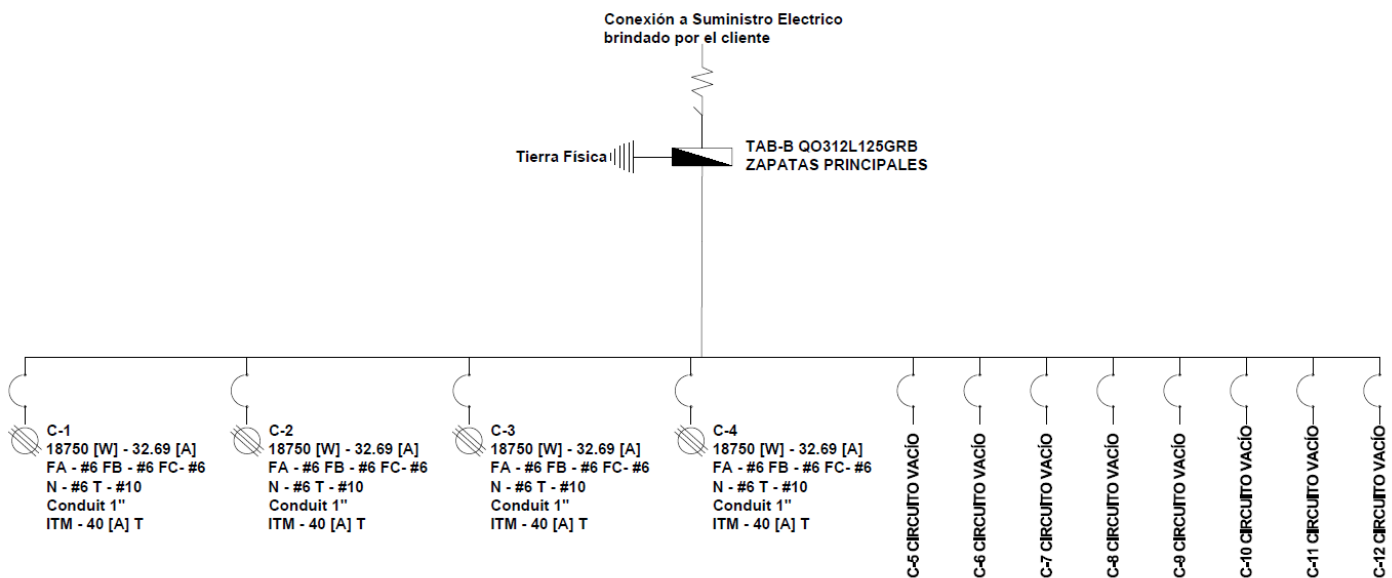 Conexión a Suministro Electrico
brindado por el cliente
Tierra Física
TAB-B QO312L125GRB
ZAPATAS PRINCIPALES
C-1
18750 [W] - 32.69 [A]
FA - #6 FB - #6 FC- #6
N - #6 T - #10
Conduit 1"
ITM - 40 [A] T
C-2
18750 [W] - 32.69 [A]
FA - #6 FB - #6 FC- #6
N - #6 T - #10
Conduit 1"
ITM - 40 [A] T
C-3
18750 [W] - 32.69 [A]
FA - #6 FB - #6 FC- #6
N - #6 T - #10
Conduit 1"
ITM - 40 [A] T
C-4
18750 [W] - 32.69 [A]
FA - #6 FB - #6 FC- #6
N - #6 T - #10
Conduit 1"
ITM - 40 [A] T
C-5 CIRCUITO VACÍO
C-6 CIRCUITO VACÍO
C-7 CIRCUITO VACÍO
C-8 CIRCUITO VACÍO
C-9 CIRCUITO VACÍO
C-10 CIRCUITO VACÍO
C-11 CIRCUITO VACÍO
C-12 CIRCUITO VACÍO